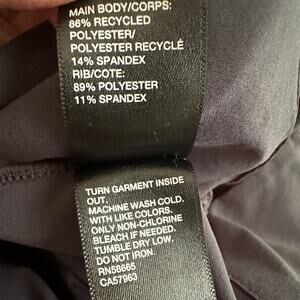 MAIN BODY/CORPS:
86% RECYCLED
POLYESTER/
POLYESTER RECYCLÉ
14% SPANDEX
RIB/COTE:
89% POLYESTER
11% SPANDEX
TURN GARMENT INSIDE
OUT.
MACHINE WASH COLD.
WITH LIKE COLORS.
ONLY NON-CHLORINE
BLEACH IF NEEDED.
TUMBLE DRY LOW.
DO NOT IRON.
RN58665
CA57963